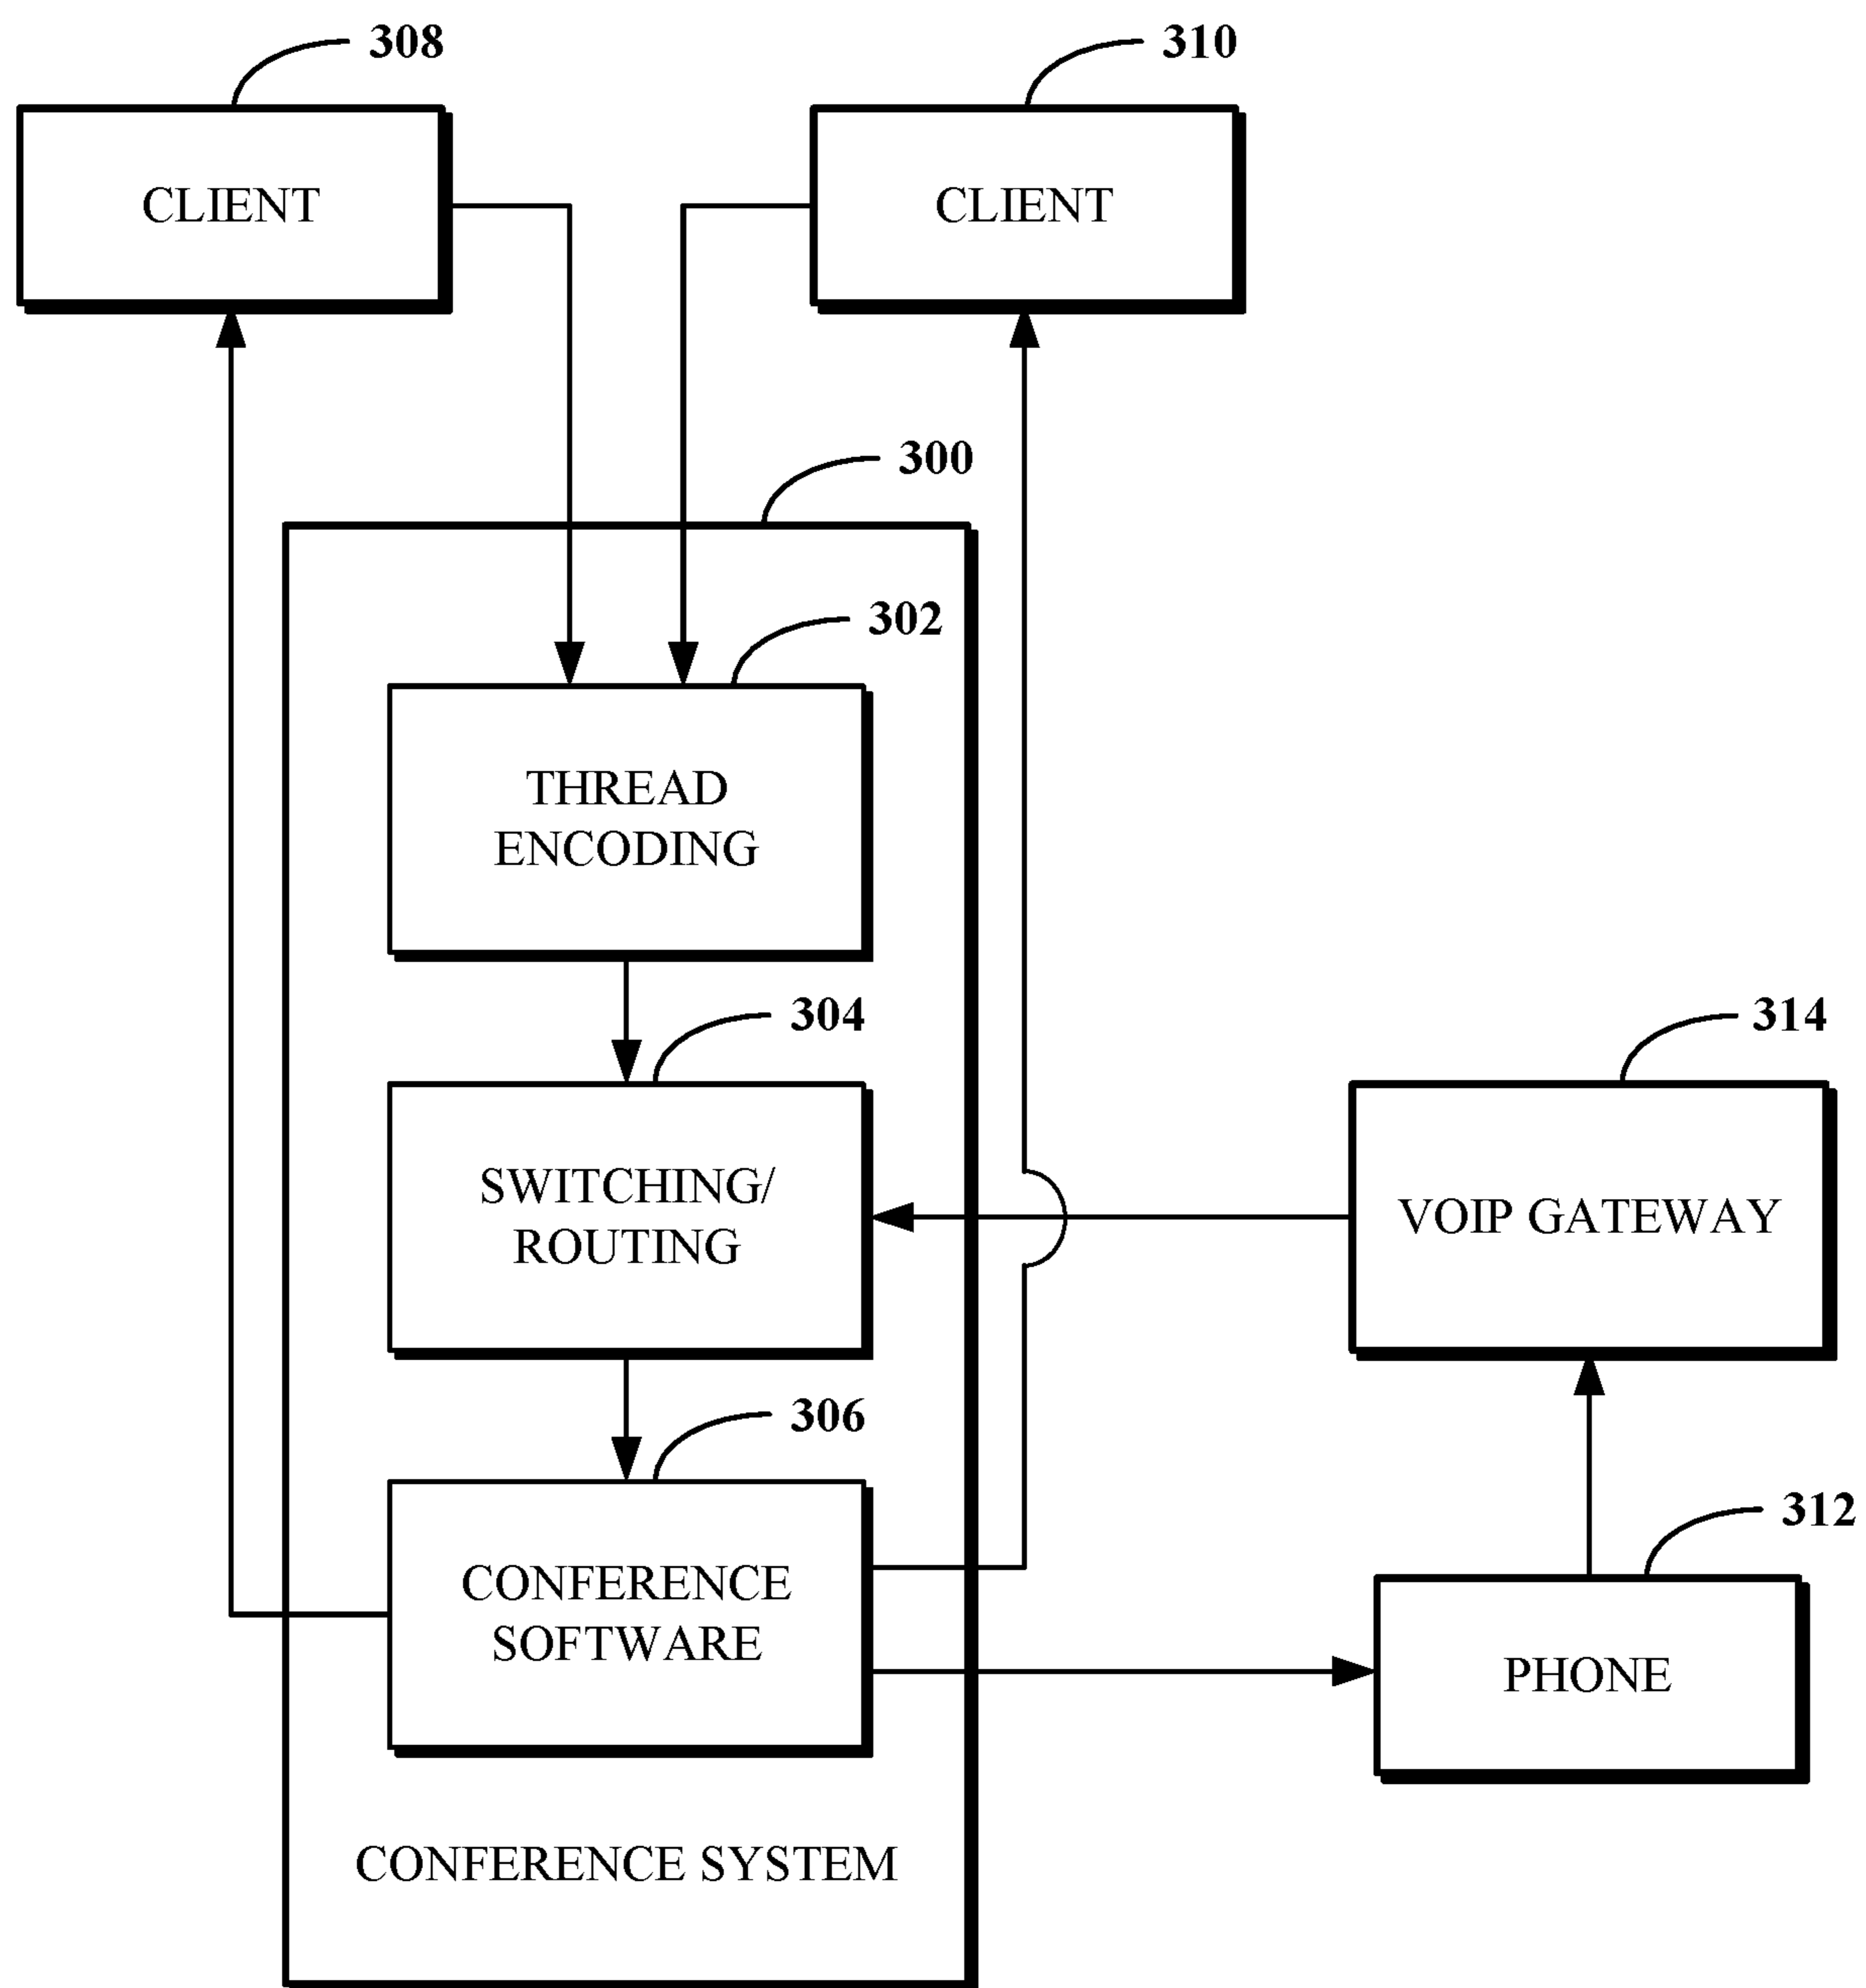 308
310
CLIENT
CLIENT
300
302
THREAD
ENCODING
304
314
SWITCHING/
ROUTING
VOIP GATEWAY
306
312
CONFERENCE
SOFTWARE
PHONE
CONFERENCE SYSTEM